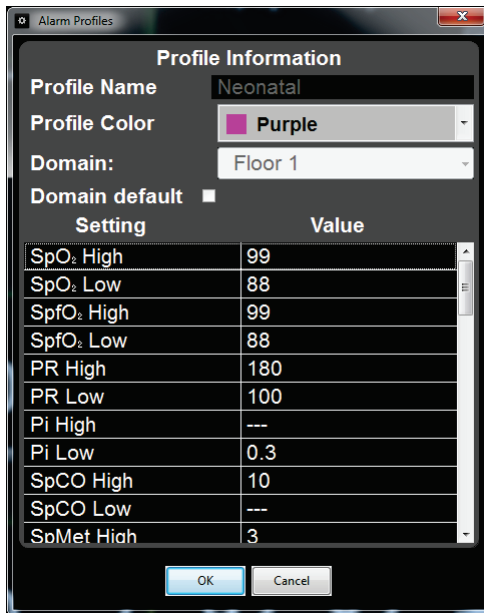 Alarm Profiles
Profile Information
Profile Name Neonatal
Profile Color Purple
Domain: Floor 1
Domain default
Setting Value
SpO₂ High 99
SpO₂ Low 88
SpfO₂ High 99
SpfO₂ Low 88
PR High 180
PR Low 100
Pi High ---
Pi Low 0.3
SpCO High 10
SpCO Low ---
SpMet High 3
OK Cancel